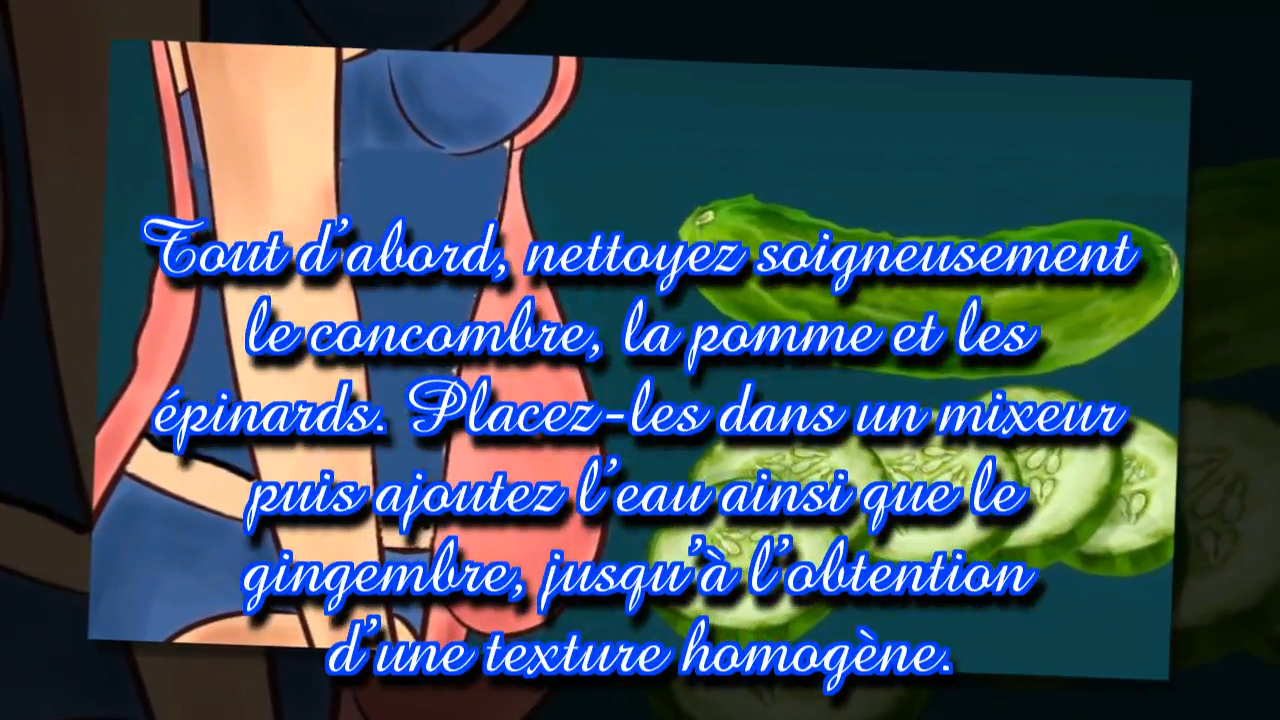 Tout d'abord, nettoyez soigneusement
le concombre, la pomme et les
épinards. Placez-les dans un mixeur
puis ajoutez l'eau ainsi que le
gingembre, jusqu'à l'obtention
d'une texture homogène.